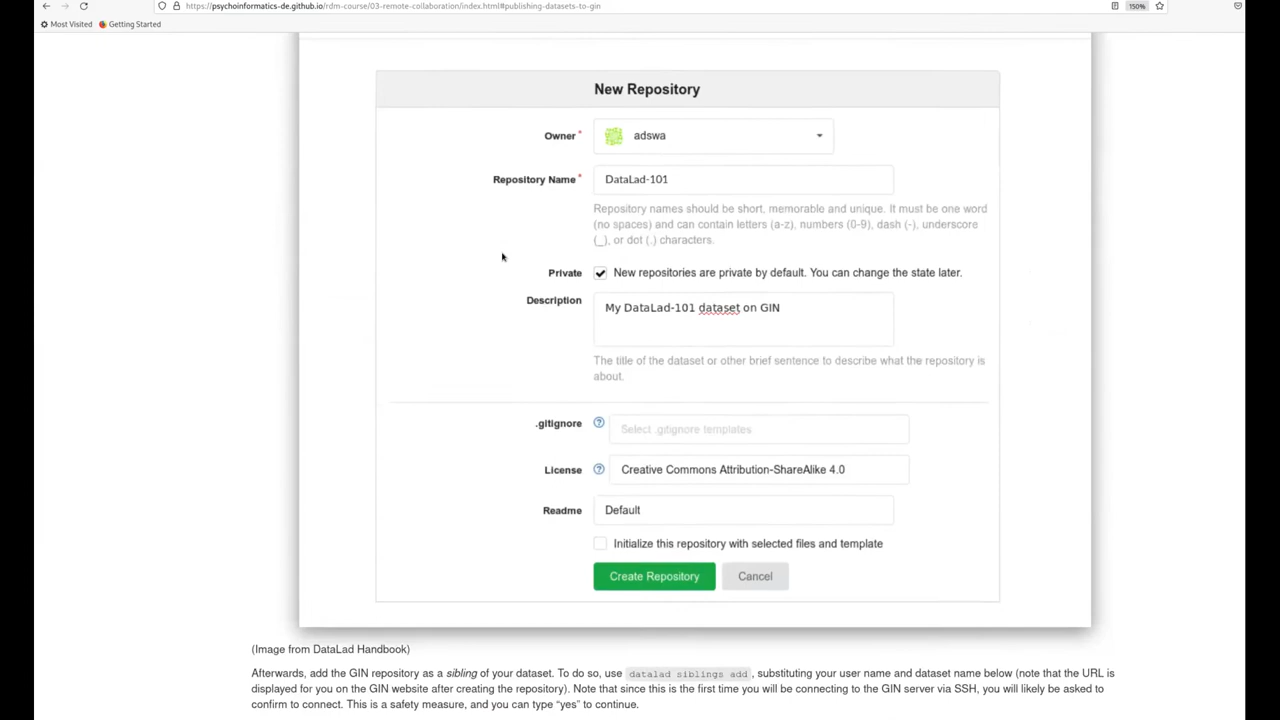 https://psychoinformatics-de.github.io/rdm-course/03-remote-collaboration/index.html#publishing-datasets-to-gin
150%
Most Visited
Getting Started
New Repository
Owner *
adswa
Repository Name *
DataLad-101
Repository names should be short, memorable and unique. It must be one word
(no spaces) and can contain letters (a-z), numbers (0-9), dash (-), underscore
(_), or dot (.) characters.
Private
New repositories are private by default. You can change the state later.
Description
My DataLad-101 dataset on GIN
The title of the dataset or other brief sentence to describe what the repository is
about.
.gitignore
Select .gitignore templates
License
Creative Commons Attribution-ShareAlike 4.0
Readme
Default
Initialize this repository with selected files and template
Create Repository
Cancel
(Image from DataLad Handbook)
Afterwards, add the GIN repository as a sibling of your dataset. To do so, use datalad siblings add, substituting your user name and dataset name below (note that the URL is
displayed for you on the GIN website after creating the repository). Note that since this is the first time you will be connecting to the GIN server via SSH, you will likely be asked to
confirm to connect. This is a safety measure, and you can type “yes” to continue.